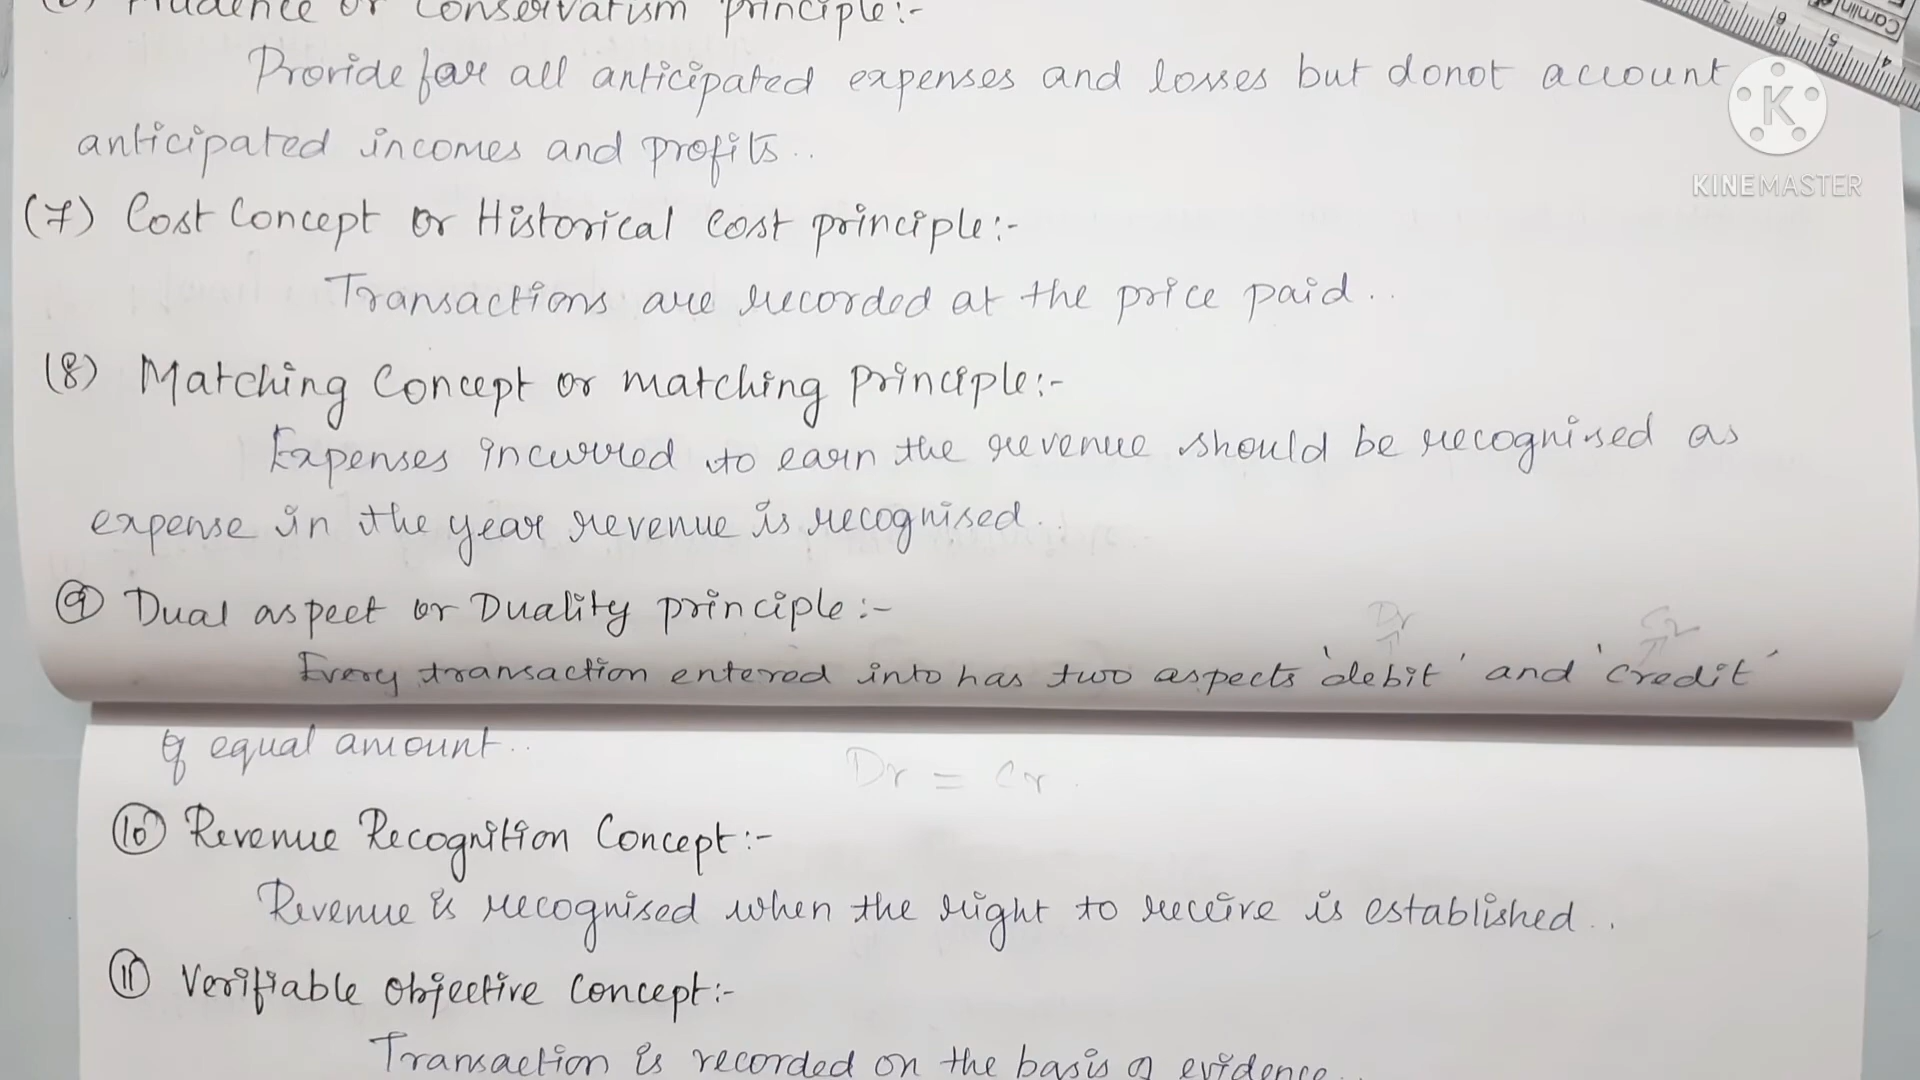 Prudence or Conservatism principle:-
Provide for all anticipated expenses and losses but donot account
anticipated incomes and profits..
(7) Cost Concept or Historical cost principle:-
Transactions are recorded at the price paid..
(8) Matching Concept or matching principle:-
Expenses incurred to earn the revenue should be recognised as
expense in the year revenue is recognised..
(9) Dual aspect or Duality principle:-
Dr Cr
Every transaction entered into has two aspects 'debit' and 'credit'
of equal amount..
Dr = Cr
(10) Revenue Recognition Concept:-
Revenue is recognised when the right to receive is established..
(11) Verifiable objective concept:-
Transaction is recorded on the basis of evidence..
K
KINEMASTER
Camlin
6 5 4